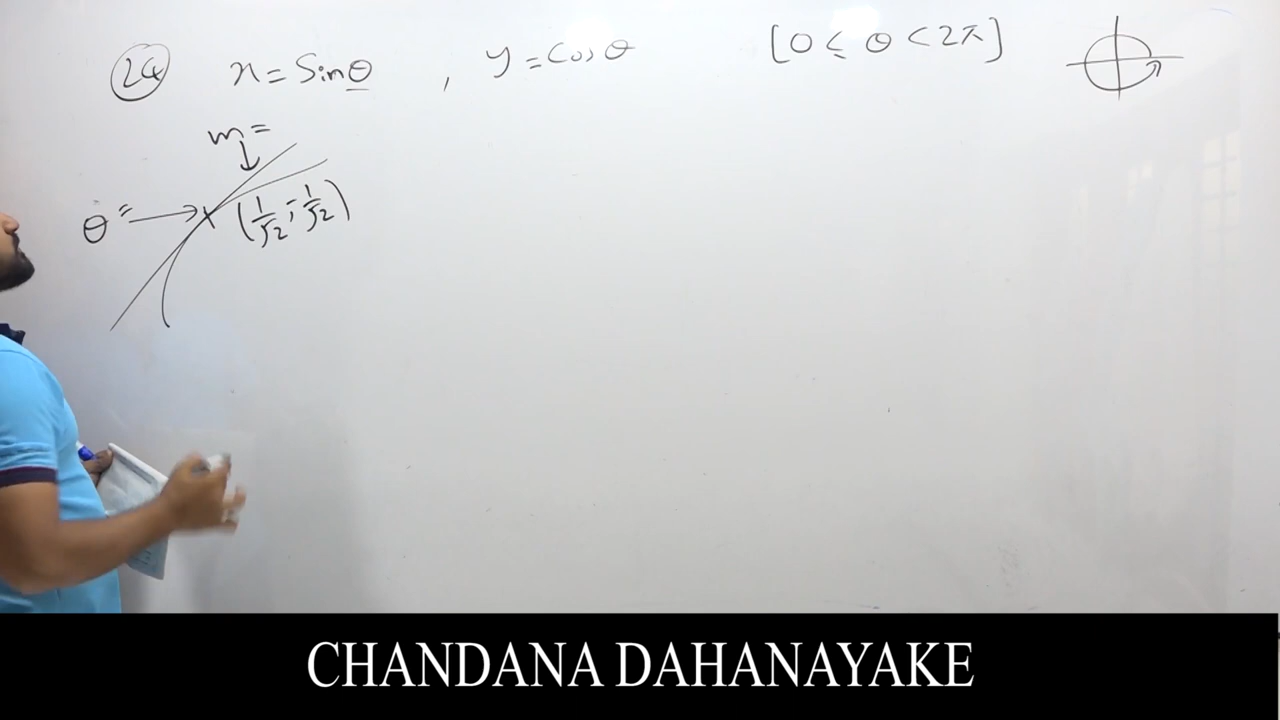 24 x = Sinθ , y = Cosθ [0 ≤ θ < 2π]
m =
θ = (1/√2, -1/√2)
CHANDANA DAHANAYAKE